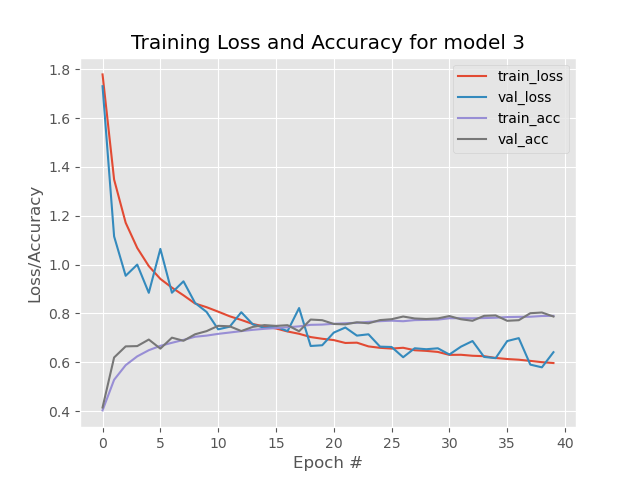 Training Loss and Accuracy for model 3
train_loss
val_loss
train_acc
val_acc
Loss/Accuracy
1.8
1.6
1.4
1.2
1.0
0.8
0.6
0.4
0 5 10 15 20 25 30 35 40
Epoch #